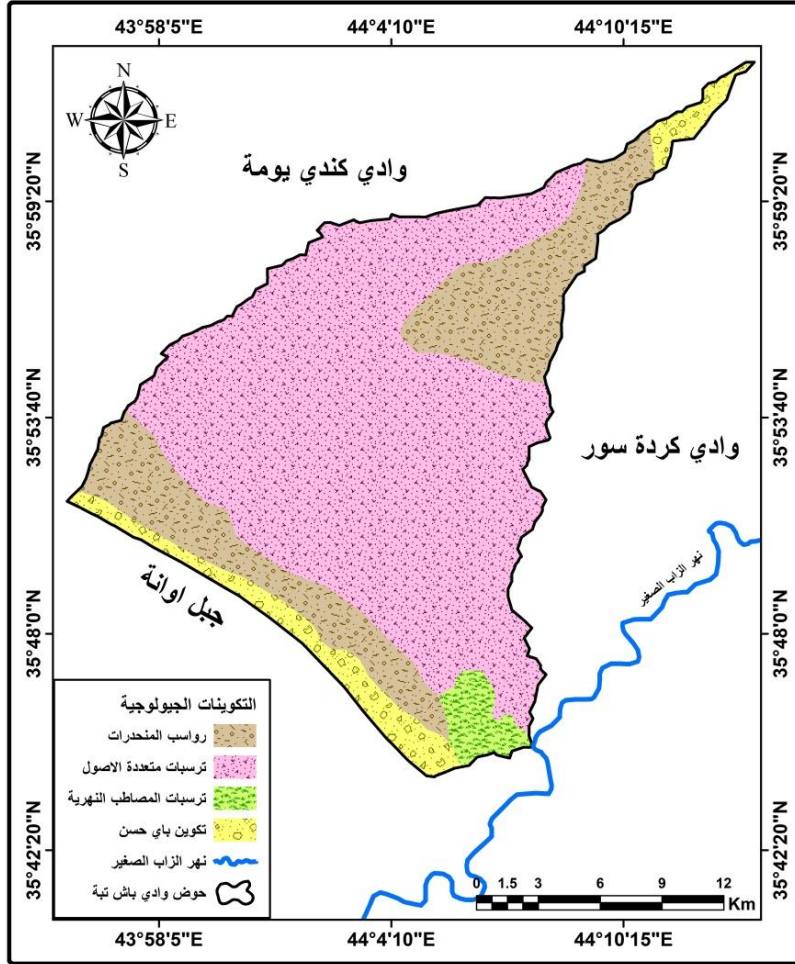 43°58'5"E 44°4'10"E 44°10'15"E
N
W E
S
وادي كندي يومة
35°59'20"N 35°59'20"N
35°53'40"N 35°53'40"N
وادي كردة سور
نهر الزاب الصغير
جبل اوانة
35°48'0"N 35°48'0"N
التكوينات الجيولوجية
رواسب المنحدرات
ترسبات متعددة الاصول
ترسبات المصاطب النهرية
تكوين باي حسن
نهر الزاب الصغير
حوض وادي باش تبة
35°42'20"N 35°42'20"N
0 1.5 3 6 9 12
Km
43°58'5"E 44°4'10"E 44°10'15"E